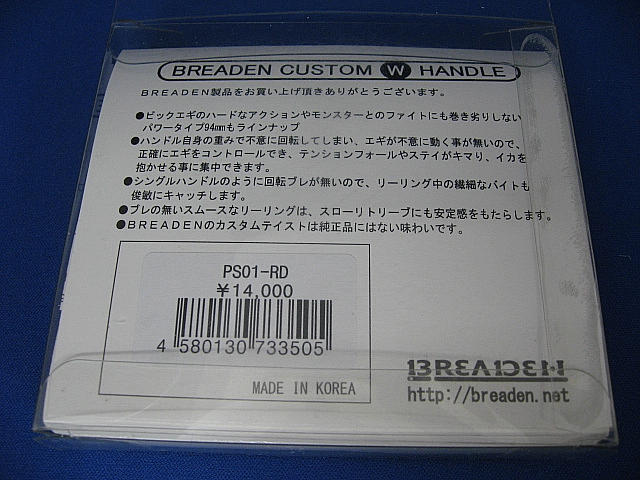 BREADEN CUSTOM W HANDLE
BREADEN製品をお買い上げ頂きありがとうございます。
●ビックエギのハードなアクションやモンスターとのファイトにも巻き劣りしない
パワータイプ94mmもラインナップ
●ハンドル自身の重みで不意に回転してしまい、エギが不意に動く事が無いので、
正確にエギをコントロールでき、テンションフォールやステイがキマり、イカを
抱かせる事に集中できます。
●シングルハンドルのように回転ブレが無いので、リーリング中の繊細なバイトも
俊敏にキャッチします。
●ブレの無いスムースなリーリングは、スローリトリーブにも安定感をもたらします。
●BREADENのカスタムテイストは純正品にはない味わいです。
PS01-RD
¥14,000
4 580130 733505
MADE IN KOREA
BREADEN
http://breaden.net